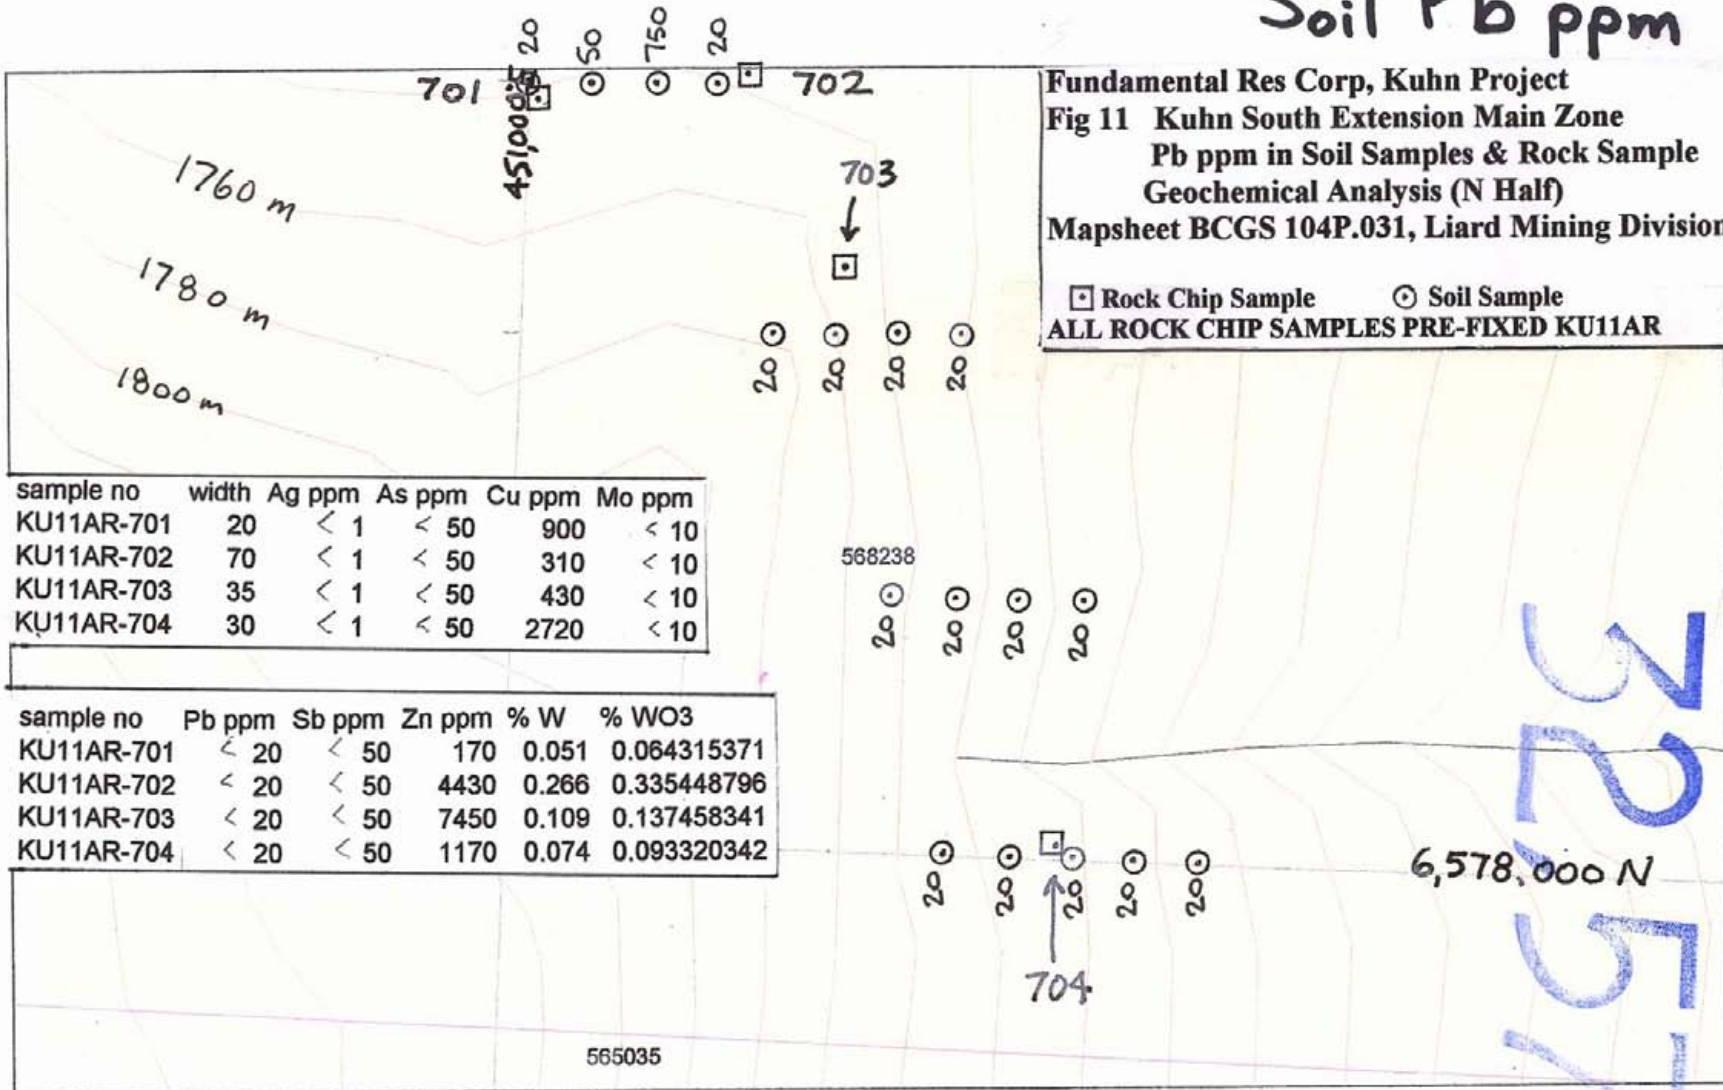 Soil Pb ppm
20 50 750 20
701
451,000 E
702
Fundamental Res Corp, Kuhn Project
Fig 11 Kuhn South Extension Main Zone
Pb ppm in Soil Samples & Rock Sample
Geochemical Analysis (N Half)
Mapsheet BCGS 104P.031, Liard Mining Division
Rock Chip Sample Soil Sample
ALL ROCK CHIP SAMPLES PRE-FIXED KU11AR
1760 m
703
1780 m
20 20 20 20
1800 m
sample no width Ag ppm As ppm Cu ppm Mo ppm
KU11AR-701 20 < 1 < 50 900 < 10
KU11AR-702 70 < 1 < 50 310 < 10
KU11AR-703 35 < 1 < 50 430 < 10
KU11AR-704 30 < 1 < 50 2720 < 10
568238
20 20 20 20
sample no Pb ppm Sb ppm Zn ppm % W % WO3
KU11AR-701 < 20 < 50 170 0.051 0.064315371
KU11AR-702 < 20 < 50 4430 0.266 0.335448796
KU11AR-703 < 20 < 50 7450 0.109 0.137458341
KU11AR-704 < 20 < 50 1170 0.074 0.093320342
20 20 20 20 20
6,578,000 N
704
565035